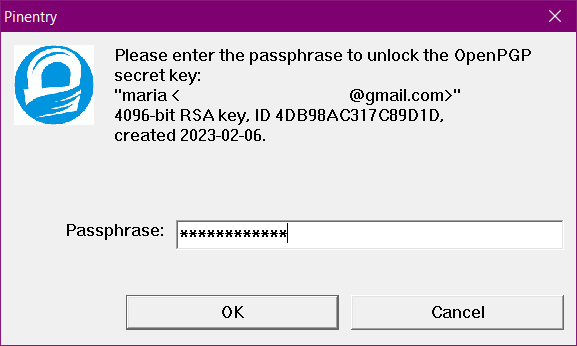 Pinentry
Please enter the passphrase to unlock the OpenPGP
secret key:
"maria < @gmail.com>"
4096-bit RSA key, ID 4DB98AC317C89D1D,
created 2023-02-06.
Passphrase: ************
OK Cancel